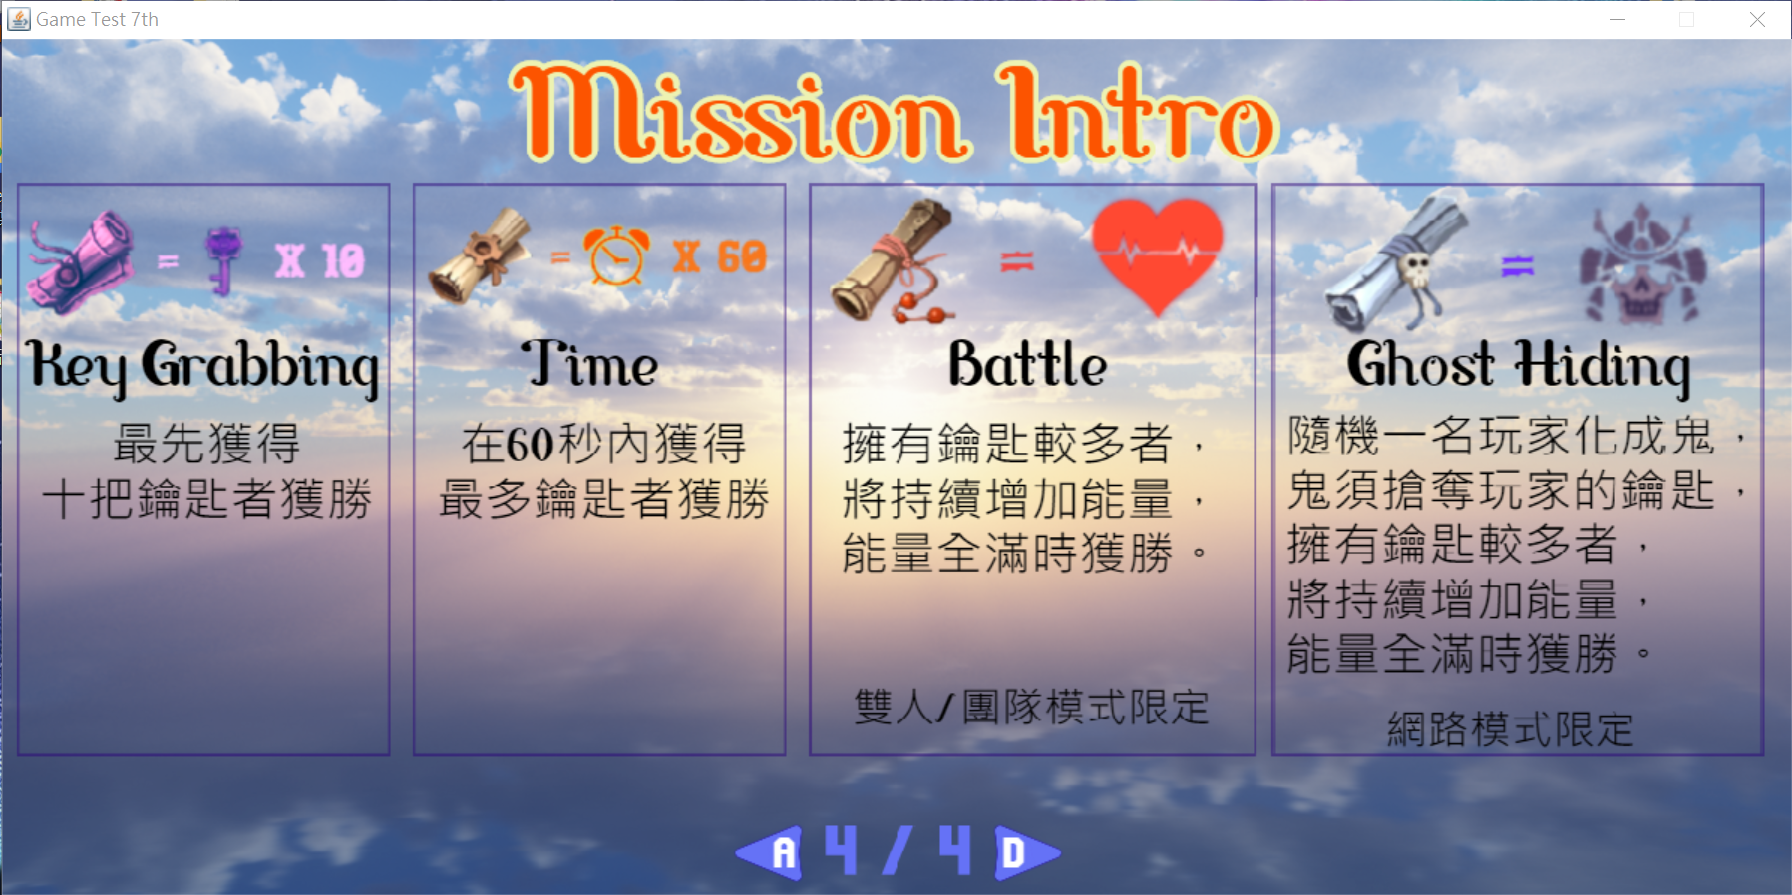 Game Test 7th
Mission Intro
= X 10
Key Grabbing
最先獲得
十把鑰匙者獲勝
= X 60
Time
在60秒內獲得
最多鑰匙者獲勝
=
Battle
擁有鑰匙較多者，
將持續增加能量，
能量全滿時獲勝。
雙人/團隊模式限定
=
Ghost Hiding
隨機一名玩家化成鬼，
鬼須搶奪玩家的鑰匙，
擁有鑰匙較多者，
將持續增加能量，
能量全滿時獲勝。
網路模式限定
A 4 / 4 D